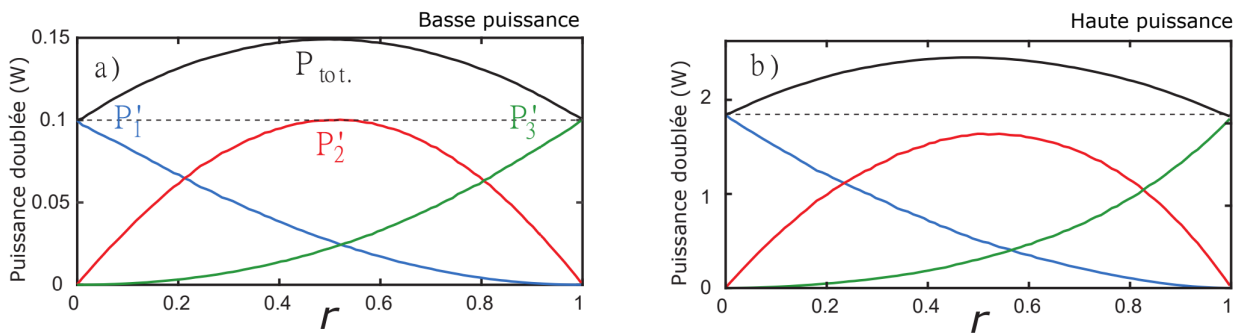 Basse puissance
Puissance doublée (W)
0.15
0.1
0.05
0
a)
P tot.
P'1
P'2
P'3
0 0.2 0.4 0.6 0.8 1
r
Haute puissance
Puissance doublée (W)
2
1
0
b)
0 0.2 0.4 0.6 0.8 1
r